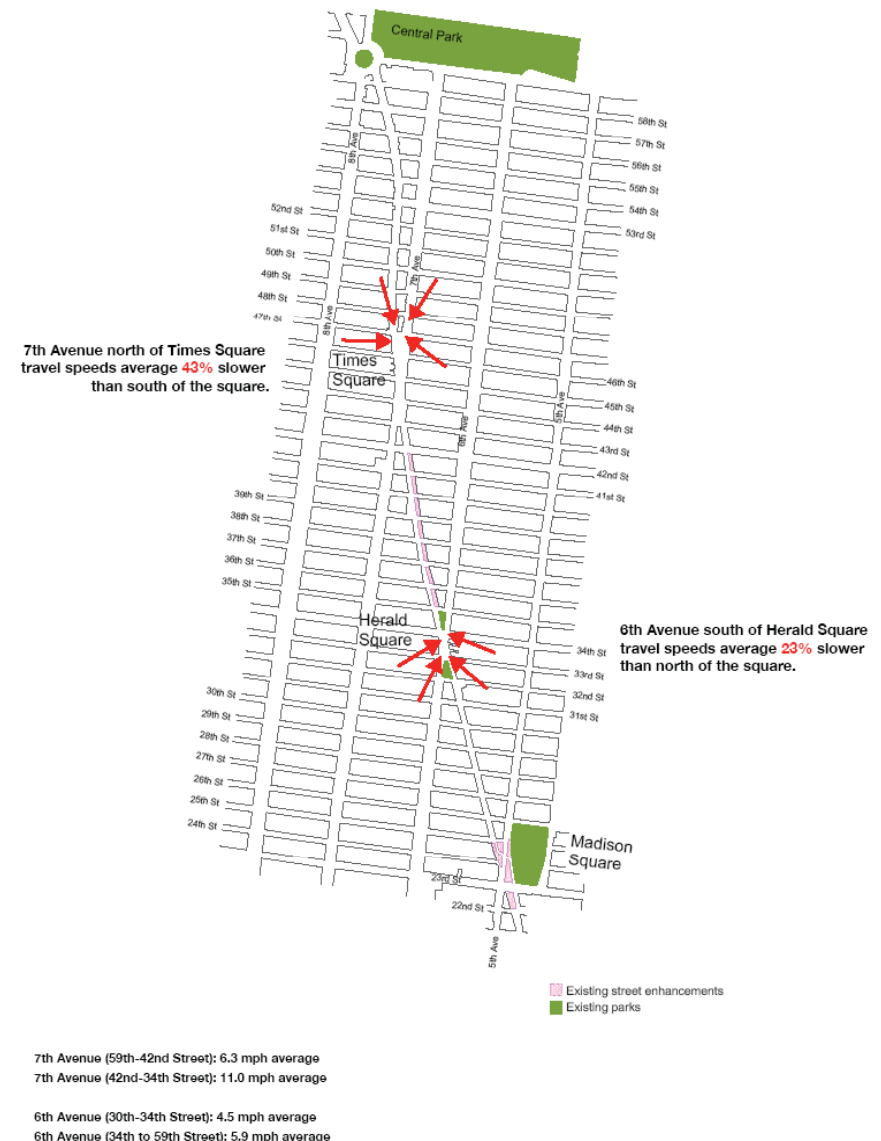 Central Park
58th St
57th St
8th Ave
56th St
55th St
54th St
52nd St
53rd St
51st St
50th St
7th Ave
49th St
48th St
47th St
8th Ave
7th Avenue north of Times Square
travel speeds average 43% slower
than south of the square.
Times
Square
46th St
5th Ave
45th St
6th Ave
44th St
43rd St
42nd St
41st St
39th St
38th St
37th St
36th St
35th St
Herald
Square
6th Avenue south of Herald Square
travel speeds average 23% slower
than north of the square.
34th St
33rd St
32nd St
31st St
30th St
29th St
28th St
27th St
26th St
25th St
24th St
Madison
Square
23rd St
22nd St
5th Ave
Existing street enhancements
Existing parks
7th Avenue (59th-42nd Street): 6.3 mph average
7th Avenue (42nd-34th Street): 11.0 mph average
6th Avenue (30th-34th Street): 4.5 mph average
6th Avenue (34th to 59th Street): 5.9 mph average